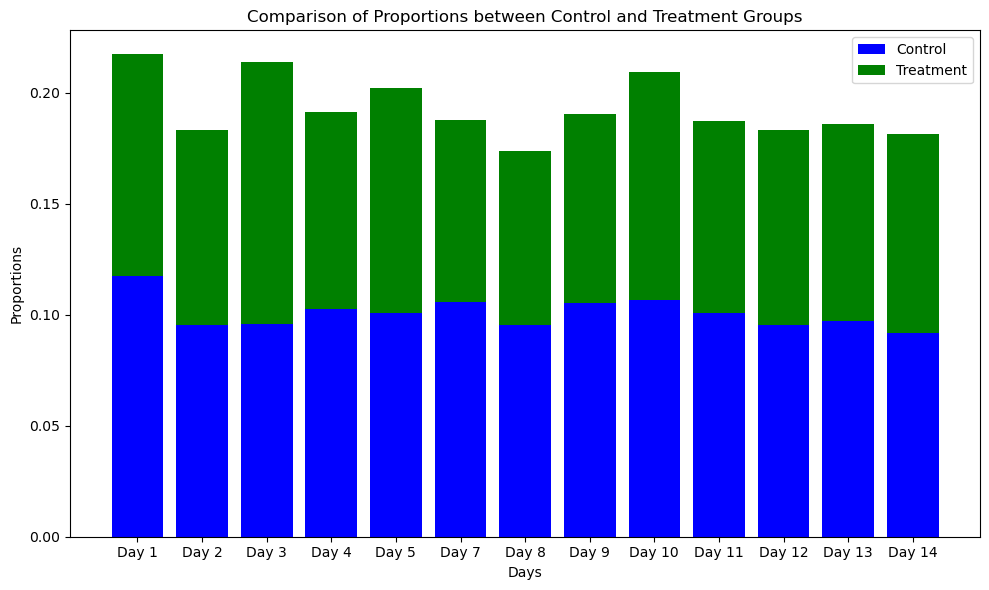 Comparison of Proportions between Control and Treatment Groups
Control
Treatment
Proportions
0.20
0.15
0.10
0.05
0.00
Day 1 Day 2 Day 3 Day 4 Day 5 Day 7 Day 8 Day 9 Day 10 Day 11 Day 12 Day 13 Day 14
Days